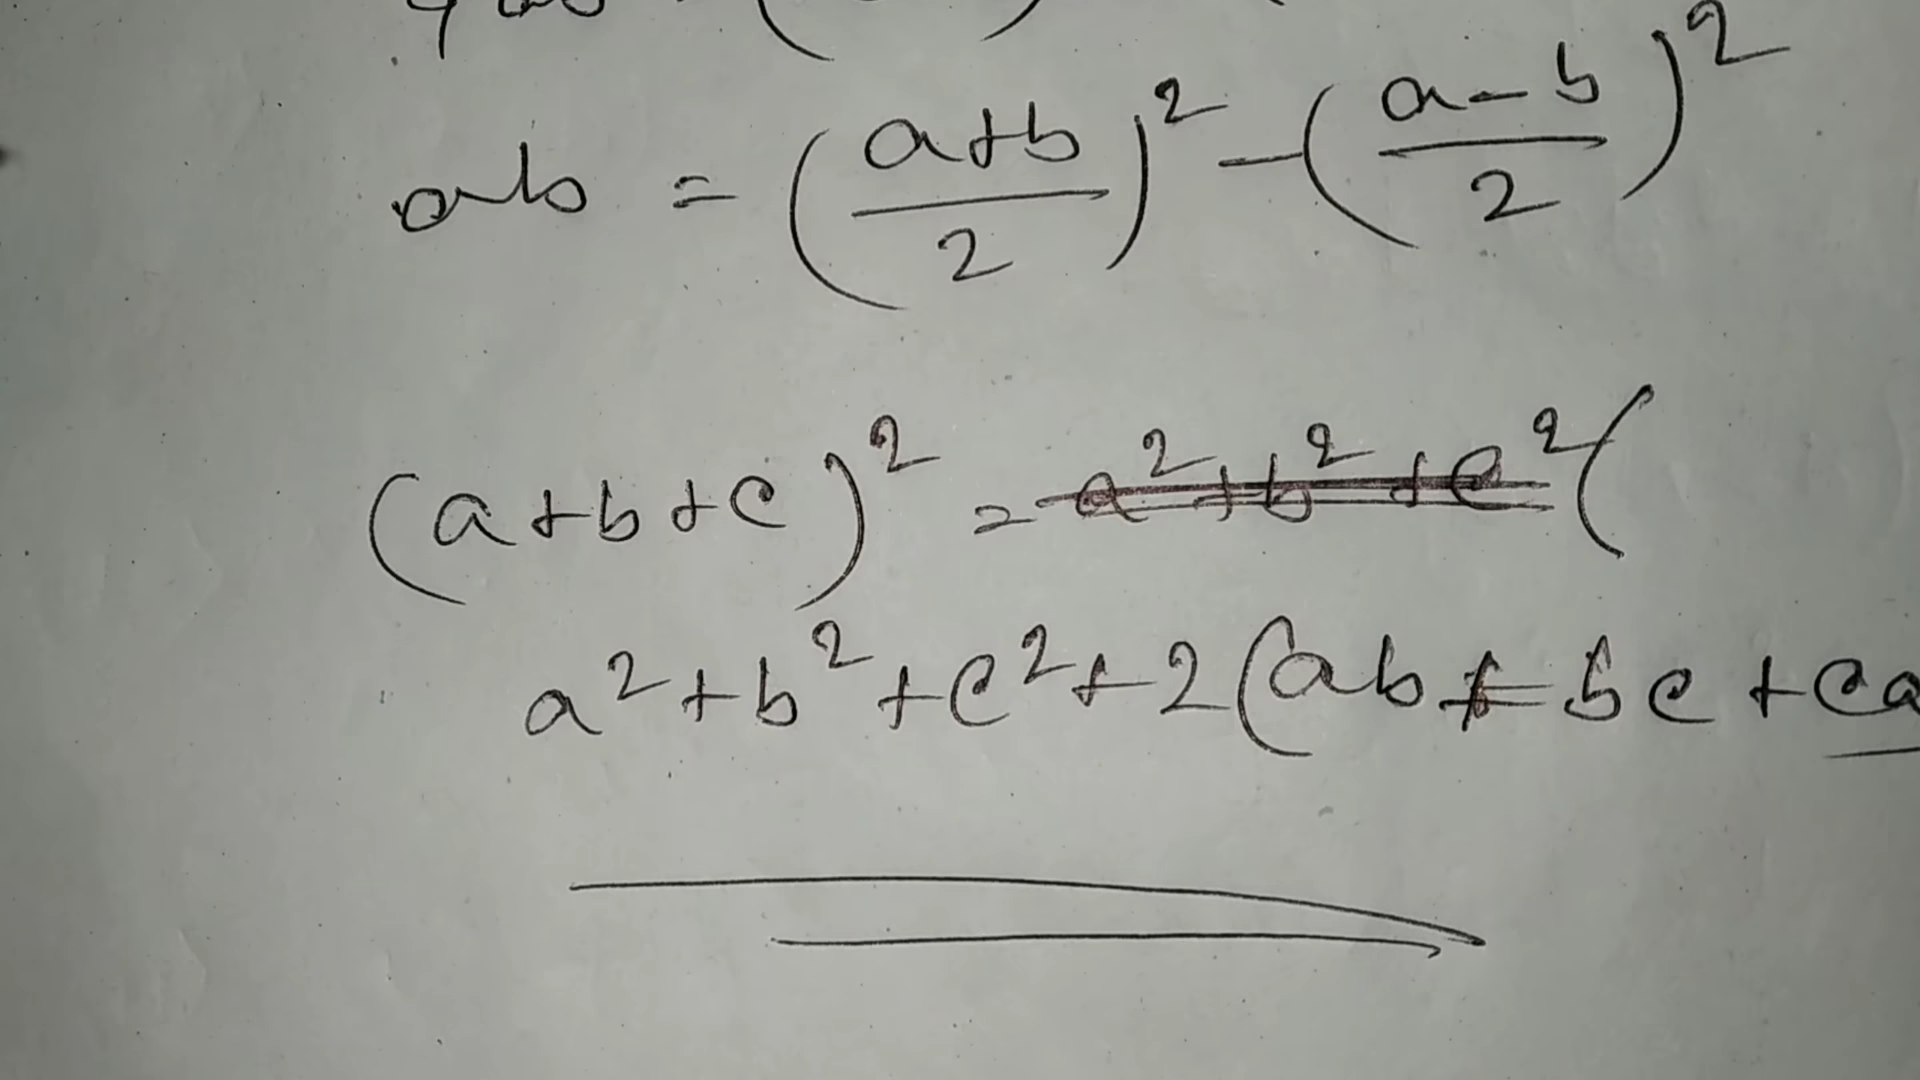 ab = (a+b/2)² - (a-b/2)²
(a+b+c)² = a²+b²+c² (
a²+b²+c²+2(ab+bc+ca